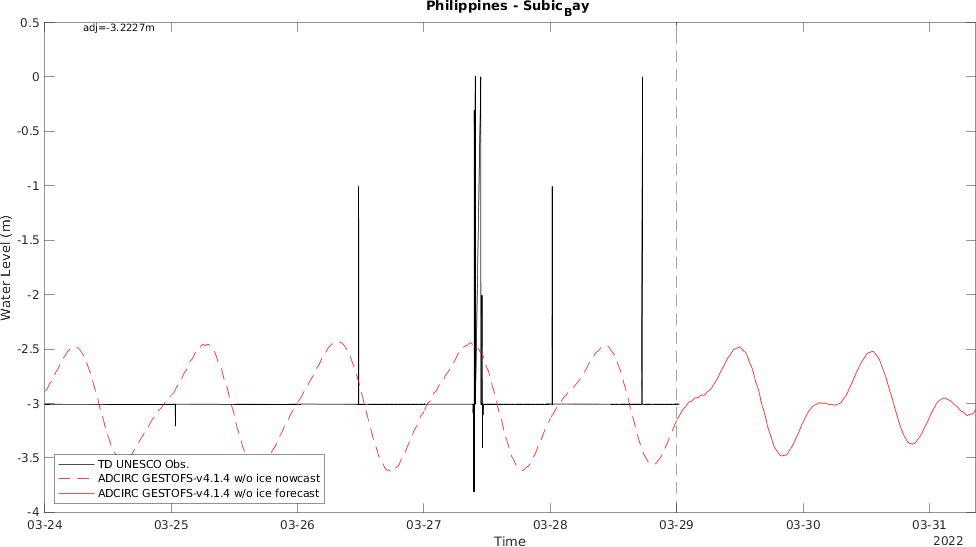 Philippines - Subic_Bay
adj=-3.2227m
0.5
0
-0.5
-1
-1.5
-2
-2.5
-3
-3.5
-4
Water Level (m)
TD UNESCO Obs.
ADCIRC GESTOFS-v4.1.4 w/o ice nowcast
ADCIRC GESTOFS-v4.1.4 w/o ice forecast
03-24 03-25 03-26 03-27 03-28 03-29 03-30 03-31
Time
2022